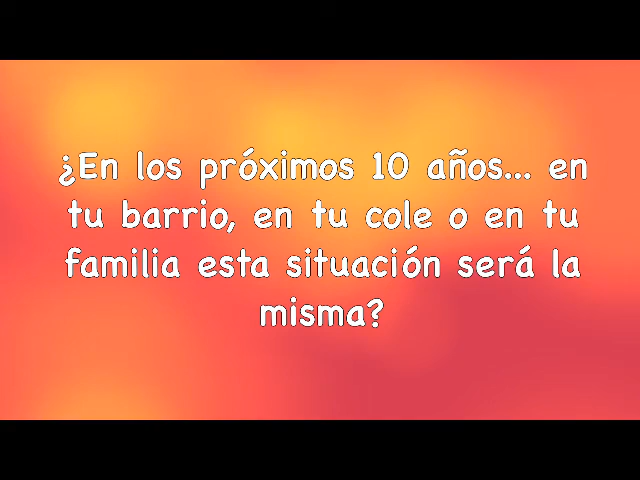 ¿En los próximos 10 años... en
tu barrio, en tu cole o en tu
familia esta situación será la
misma?